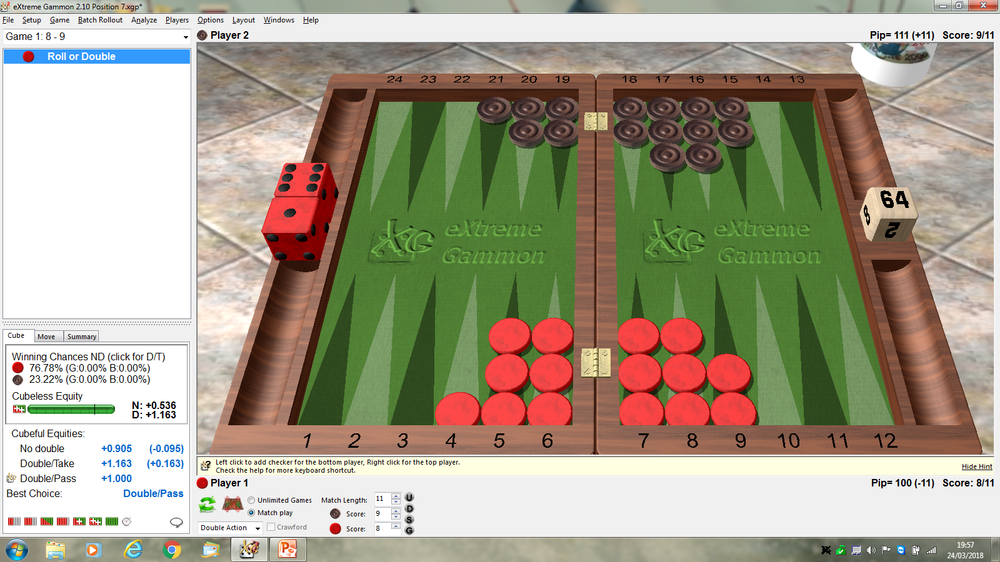 eXtreme Gammon 2.10 Position 7.xgp*
File Setup Game Batch Rollout Analyze Players Options Layout Windows Help
Game 1: 8 - 9
Player 2
Pip= 111 (+11) Score: 9/11
Roll or Double
24 23 22 21 20 19 18 17 16 15 14 13
2009
64
8
2
XG eXtreme Gammon
XG eXtreme Gammon
1 2 3 4 5 6 7 8 9 10 11 12
Cube Move Summary
Winning Chances ND (click for D/T)
76.78% (G:0.00% B:0.00%)
23.22% (G:0.00% B:0.00%)
Cubeless Equity
N: +0.536
D: +1.163
Cubeful Equities:
No double +0.905 (-0.095)
Double/Take +1.163 (+0.163)
Double/Pass +1.000
Best Choice: Double/Pass
Left click to add checker for the bottom player, Right click for the top player.
Check the help for more keyboard shortcut.
Hide Hint
Player 1
Pip= 100 (-11) Score: 8/11
Unlimited Games
Match play
Match Length: 11
Score: 9
Score: 8
U
D
S
G
Double Action
Crawford
19:57
24/03/2018